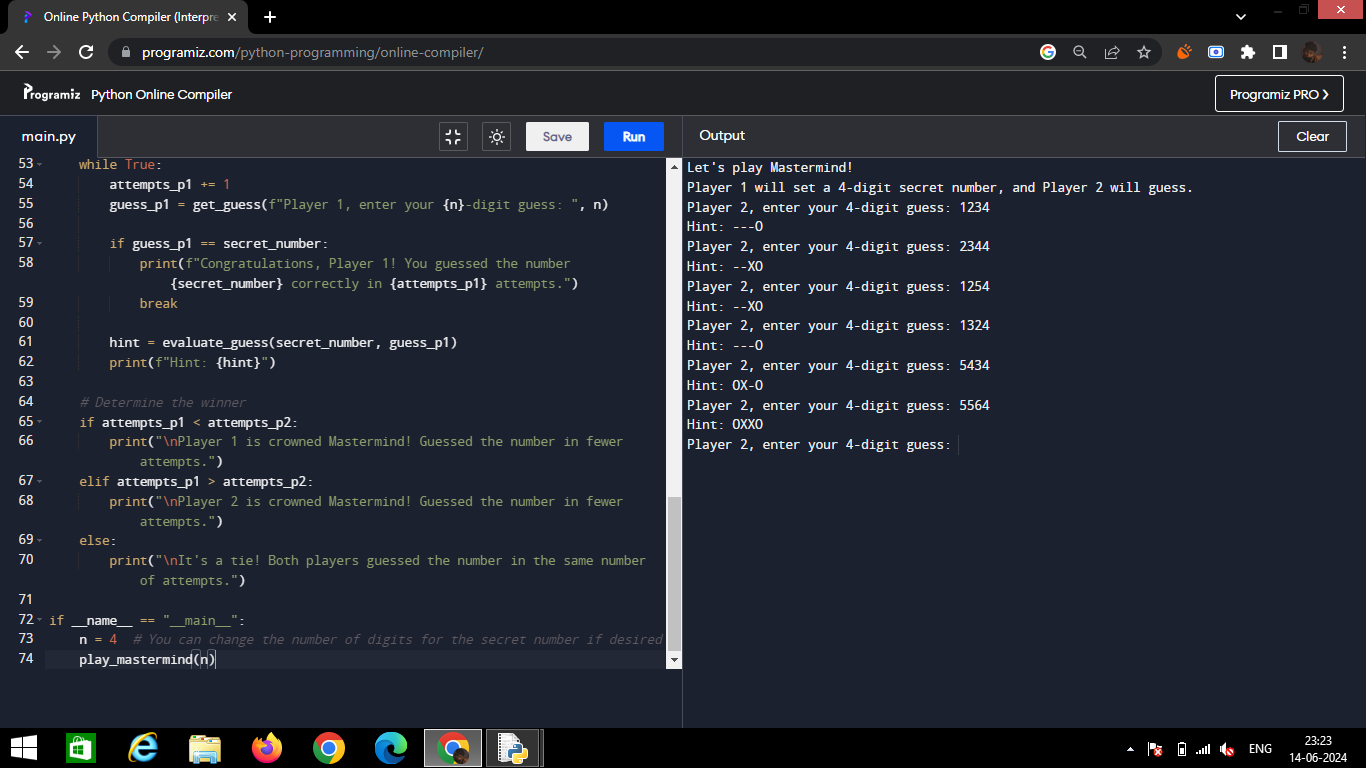 Online Python Compiler (Interpre
programiz.com/python-programming/online-compiler/
Programiz Python Online Compiler
Programiz PRO
main.py
Save
Run
Output
Clear
53 while True:
54 attempts_p1 += 1
55 guess_p1 = get_guess(f"Player 1, enter your {n}-digit guess: ", n)
56
57 if guess_p1 == secret_number:
58 print(f"Congratulations, Player 1! You guessed the number
{secret_number} correctly in {attempts_p1} attempts.")
59 break
60
61 hint = evaluate_guess(secret_number, guess_p1)
62 print(f"Hint: {hint}")
63
64 # Determine the winner
65 if attempts_p1 < attempts_p2:
66 print("\nPlayer 1 is crowned Mastermind! Guessed the number in fewer
attempts.")
67 elif attempts_p1 > attempts_p2:
68 print("\nPlayer 2 is crowned Mastermind! Guessed the number in fewer
attempts.")
69 else:
70 print("\nIt's a tie! Both players guessed the number in the same number
of attempts.")
71
72 if __name__ == "__main__":
73 n = 4 # You can change the number of digits for the secret number if desired
74 play_mastermind(n)
Let's play Mastermind!
Player 1 will set a 4-digit secret number, and Player 2 will guess.
Player 2, enter your 4-digit guess: 1234
Hint: ---O
Player 2, enter your 4-digit guess: 2344
Hint: --XO
Player 2, enter your 4-digit guess: 1254
Hint: --XO
Player 2, enter your 4-digit guess: 1324
Hint: ---O
Player 2, enter your 4-digit guess: 5434
Hint: OX-O
Player 2, enter your 4-digit guess: 5564
Hint: OXXO
Player 2, enter your 4-digit guess:
ENG
23:23
14-06-2024